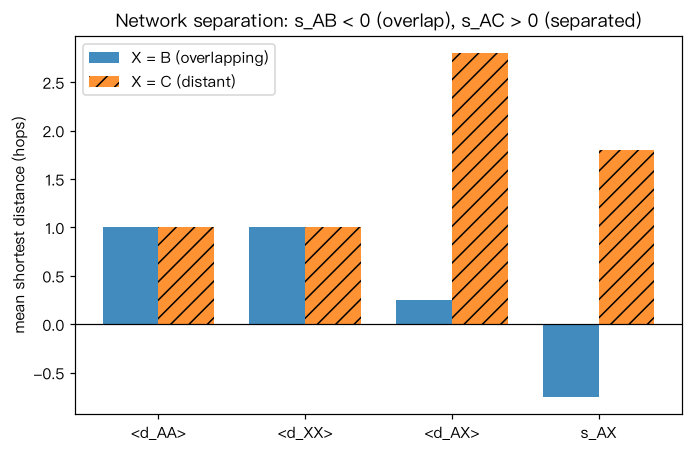 Network separation: s_AB < 0 (overlap), s_AC > 0 (separated)
X = B (overlapping)
X = C (distant)
mean shortest distance (hops)
2.5
2.0
1.5
1.0
0.5
0.0
−0.5
<d_AA>
<d_XX>
<d_AX>
s_AX